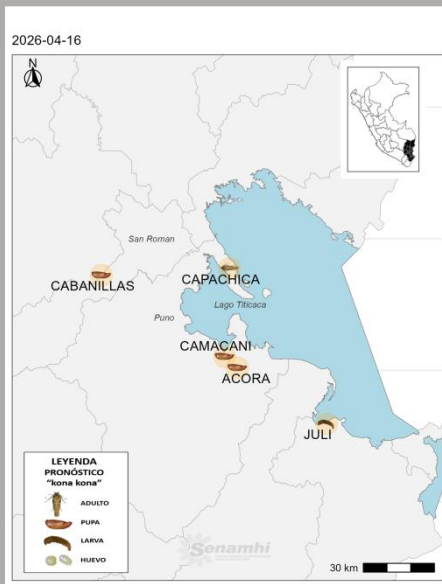 2026-04-16
N
San Roman
CABANILLAS
CAPACHICA
Lago Titicaca
Puno
CAMACANI
ACORA
JULI
LEYENDA
PRONÓSTICO
"kona kona"
ADULTO
PUPA
LARVA
HUEVO
Senamhi
30 km